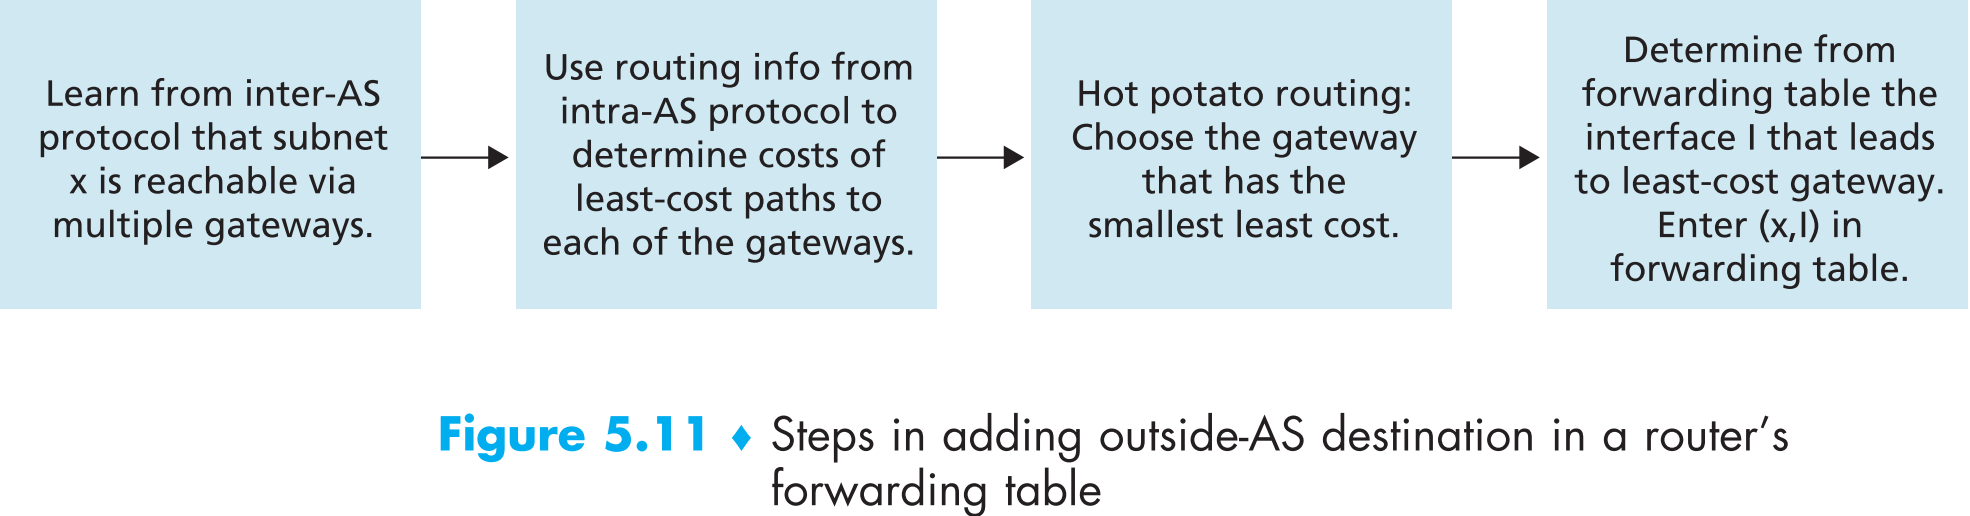 Learn from inter-AS
protocol that subnet
x is reachable via
multiple gateways.
Use routing info from
intra-AS protocol to
determine costs of
least-cost paths to
each of the gateways.
Hot potato routing:
Choose the gateway
that has the
smallest least cost.
Determine from
forwarding table the
interface I that leads
to least-cost gateway.
Enter (x,I) in
forwarding table.
Figure 5.11 ♦ Steps in adding outside-AS destination in a router’s
forwarding table